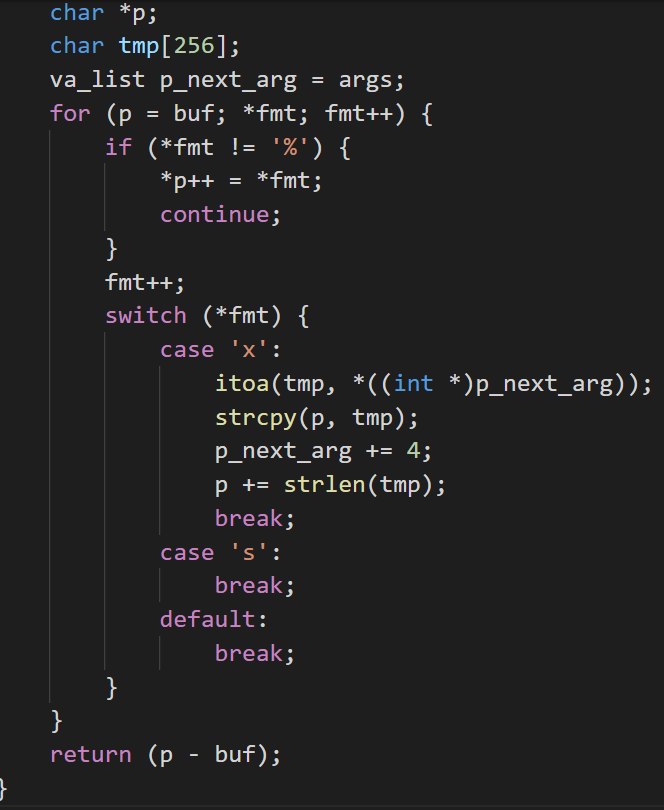 char *p;
char tmp[256];
va_list p_next_arg = args;
for (p = buf; *fmt; fmt++) {
if (*fmt != '%') {
*p++ = *fmt;
continue;
}
fmt++;
switch (*fmt) {
case 'x':
itoa(tmp, *((int *)p_next_arg));
strcpy(p, tmp);
p_next_arg += 4;
p += strlen(tmp);
break;
case 's':
break;
default:
break;
}
}
return (p - buf);
}